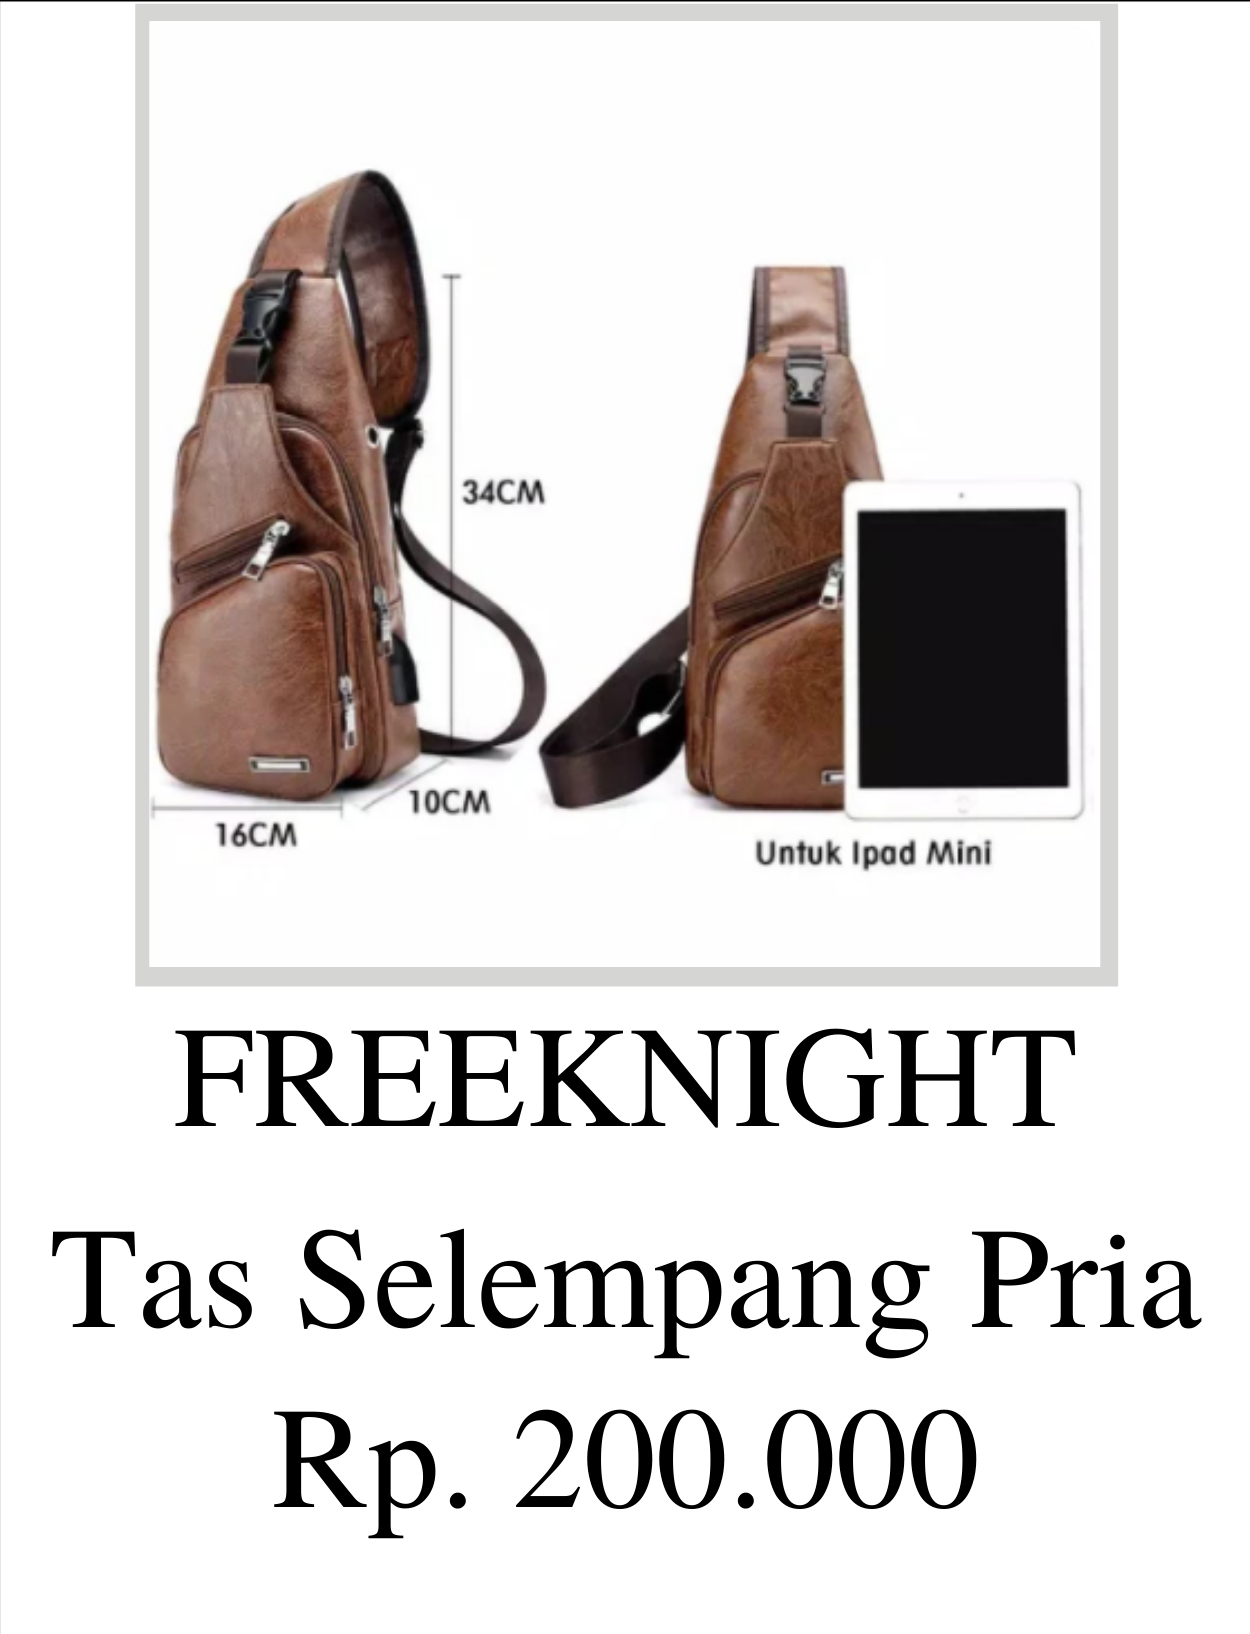 34CM
10CM
16CM
Untuk Ipad Mini
FREEKNIGHT
Tas Selempang Pria
Rp. 200.000